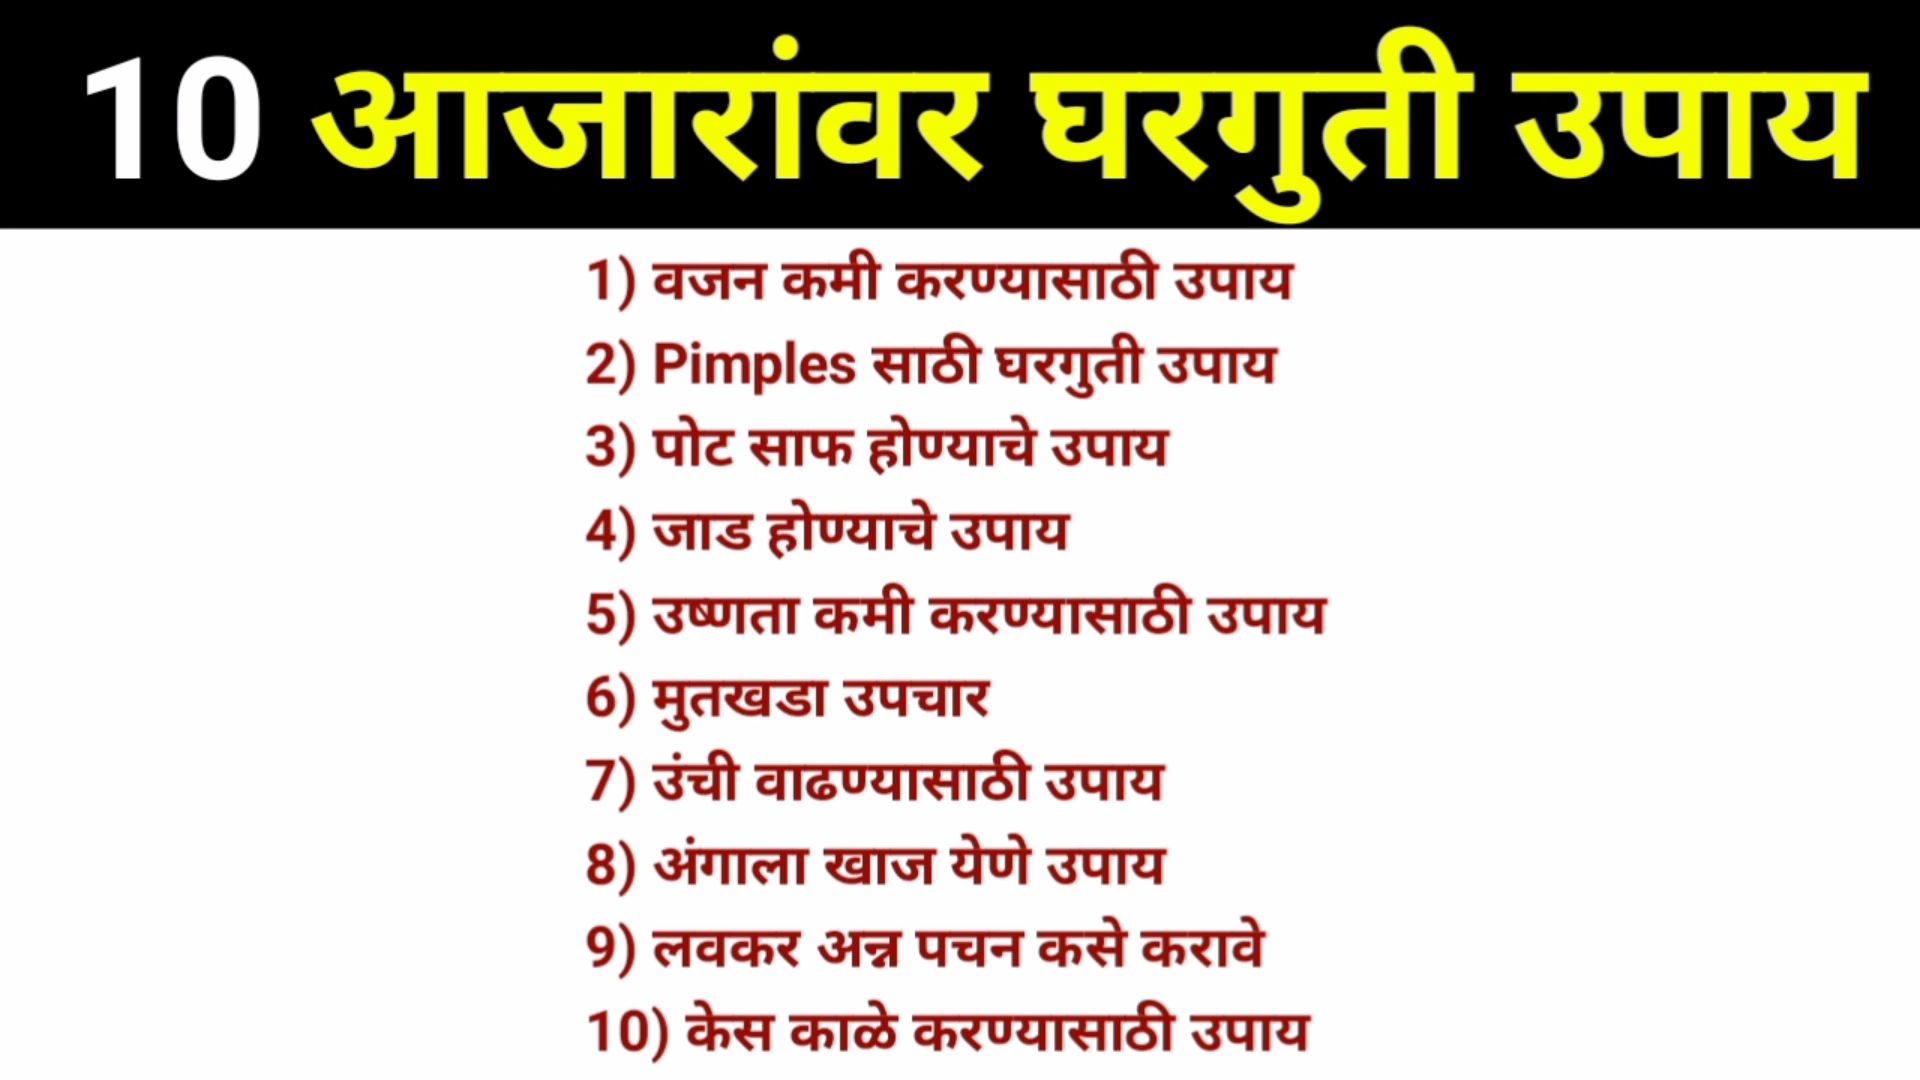 10 आजारांवर घरगुती उपाय
1) वजन कमी करण्यासाठी उपाय
2) Pimples साठी घरगुती उपाय
3) पोट साफ होण्याचे उपाय
4) जाड होण्याचे उपाय
5) उष्णता कमी करण्यासाठी उपाय
6) मुतखडा उपचार
7) उंची वाढण्यासाठी उपाय
8) अंगाला खाज येणे उपाय
9) लवकर अन्न पचन कसे करावे
10) केस काळे करण्यासाठी उपाय